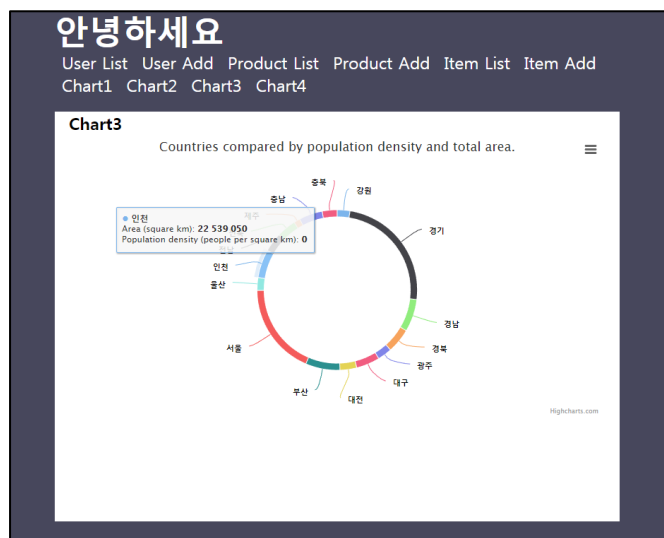 안녕하세요
User List User Add Product List Product Add Item List Item Add
Chart1 Chart2 Chart3 Chart4
Chart3
Countries compared by population density and total area.
충북
강원
충남
제주
경기
인천
Area (square km): 22 539 050
Population density (people per square km): 0
인천
울산
경남
서울
경북
광주
대구
부산
대전
Highcharts.com